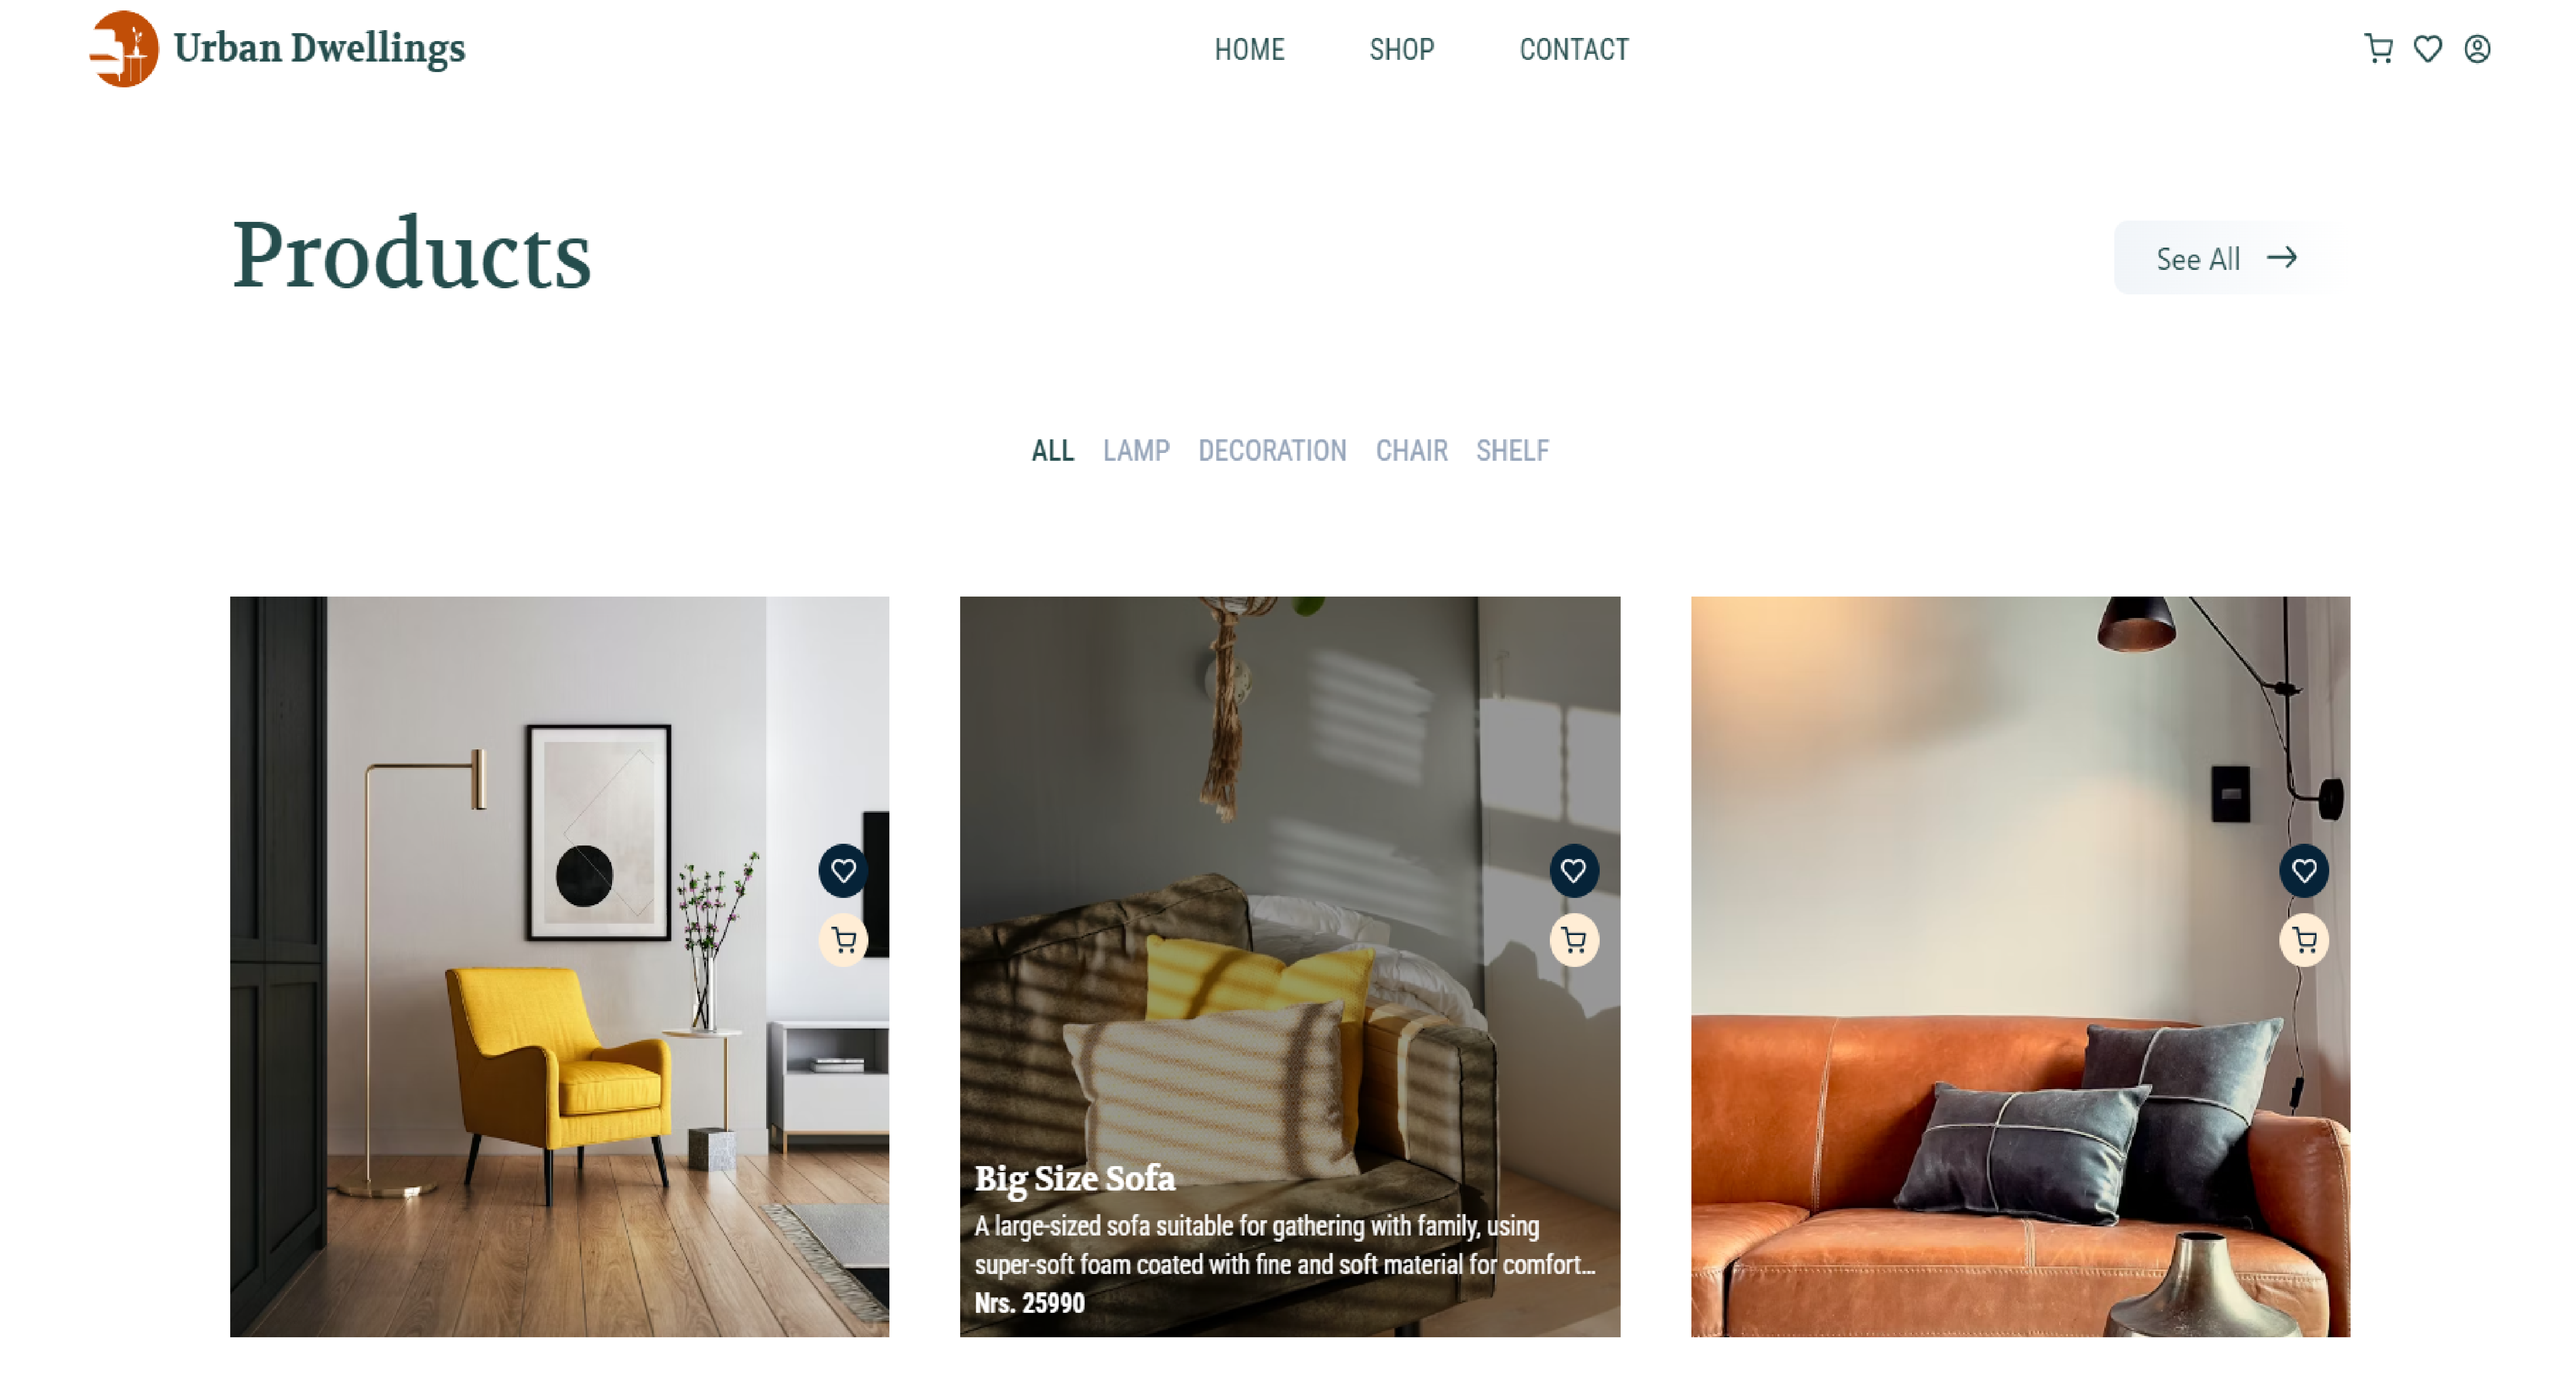 Urban Dwellings
HOME SHOP CONTACT
Products
See All
ALL LAMP DECORATION CHAIR SHELF
Big Size Sofa
A large-sized sofa suitable for gathering with family, using
super-soft foam coated with fine and soft material for comfort...
Nrs. 25990